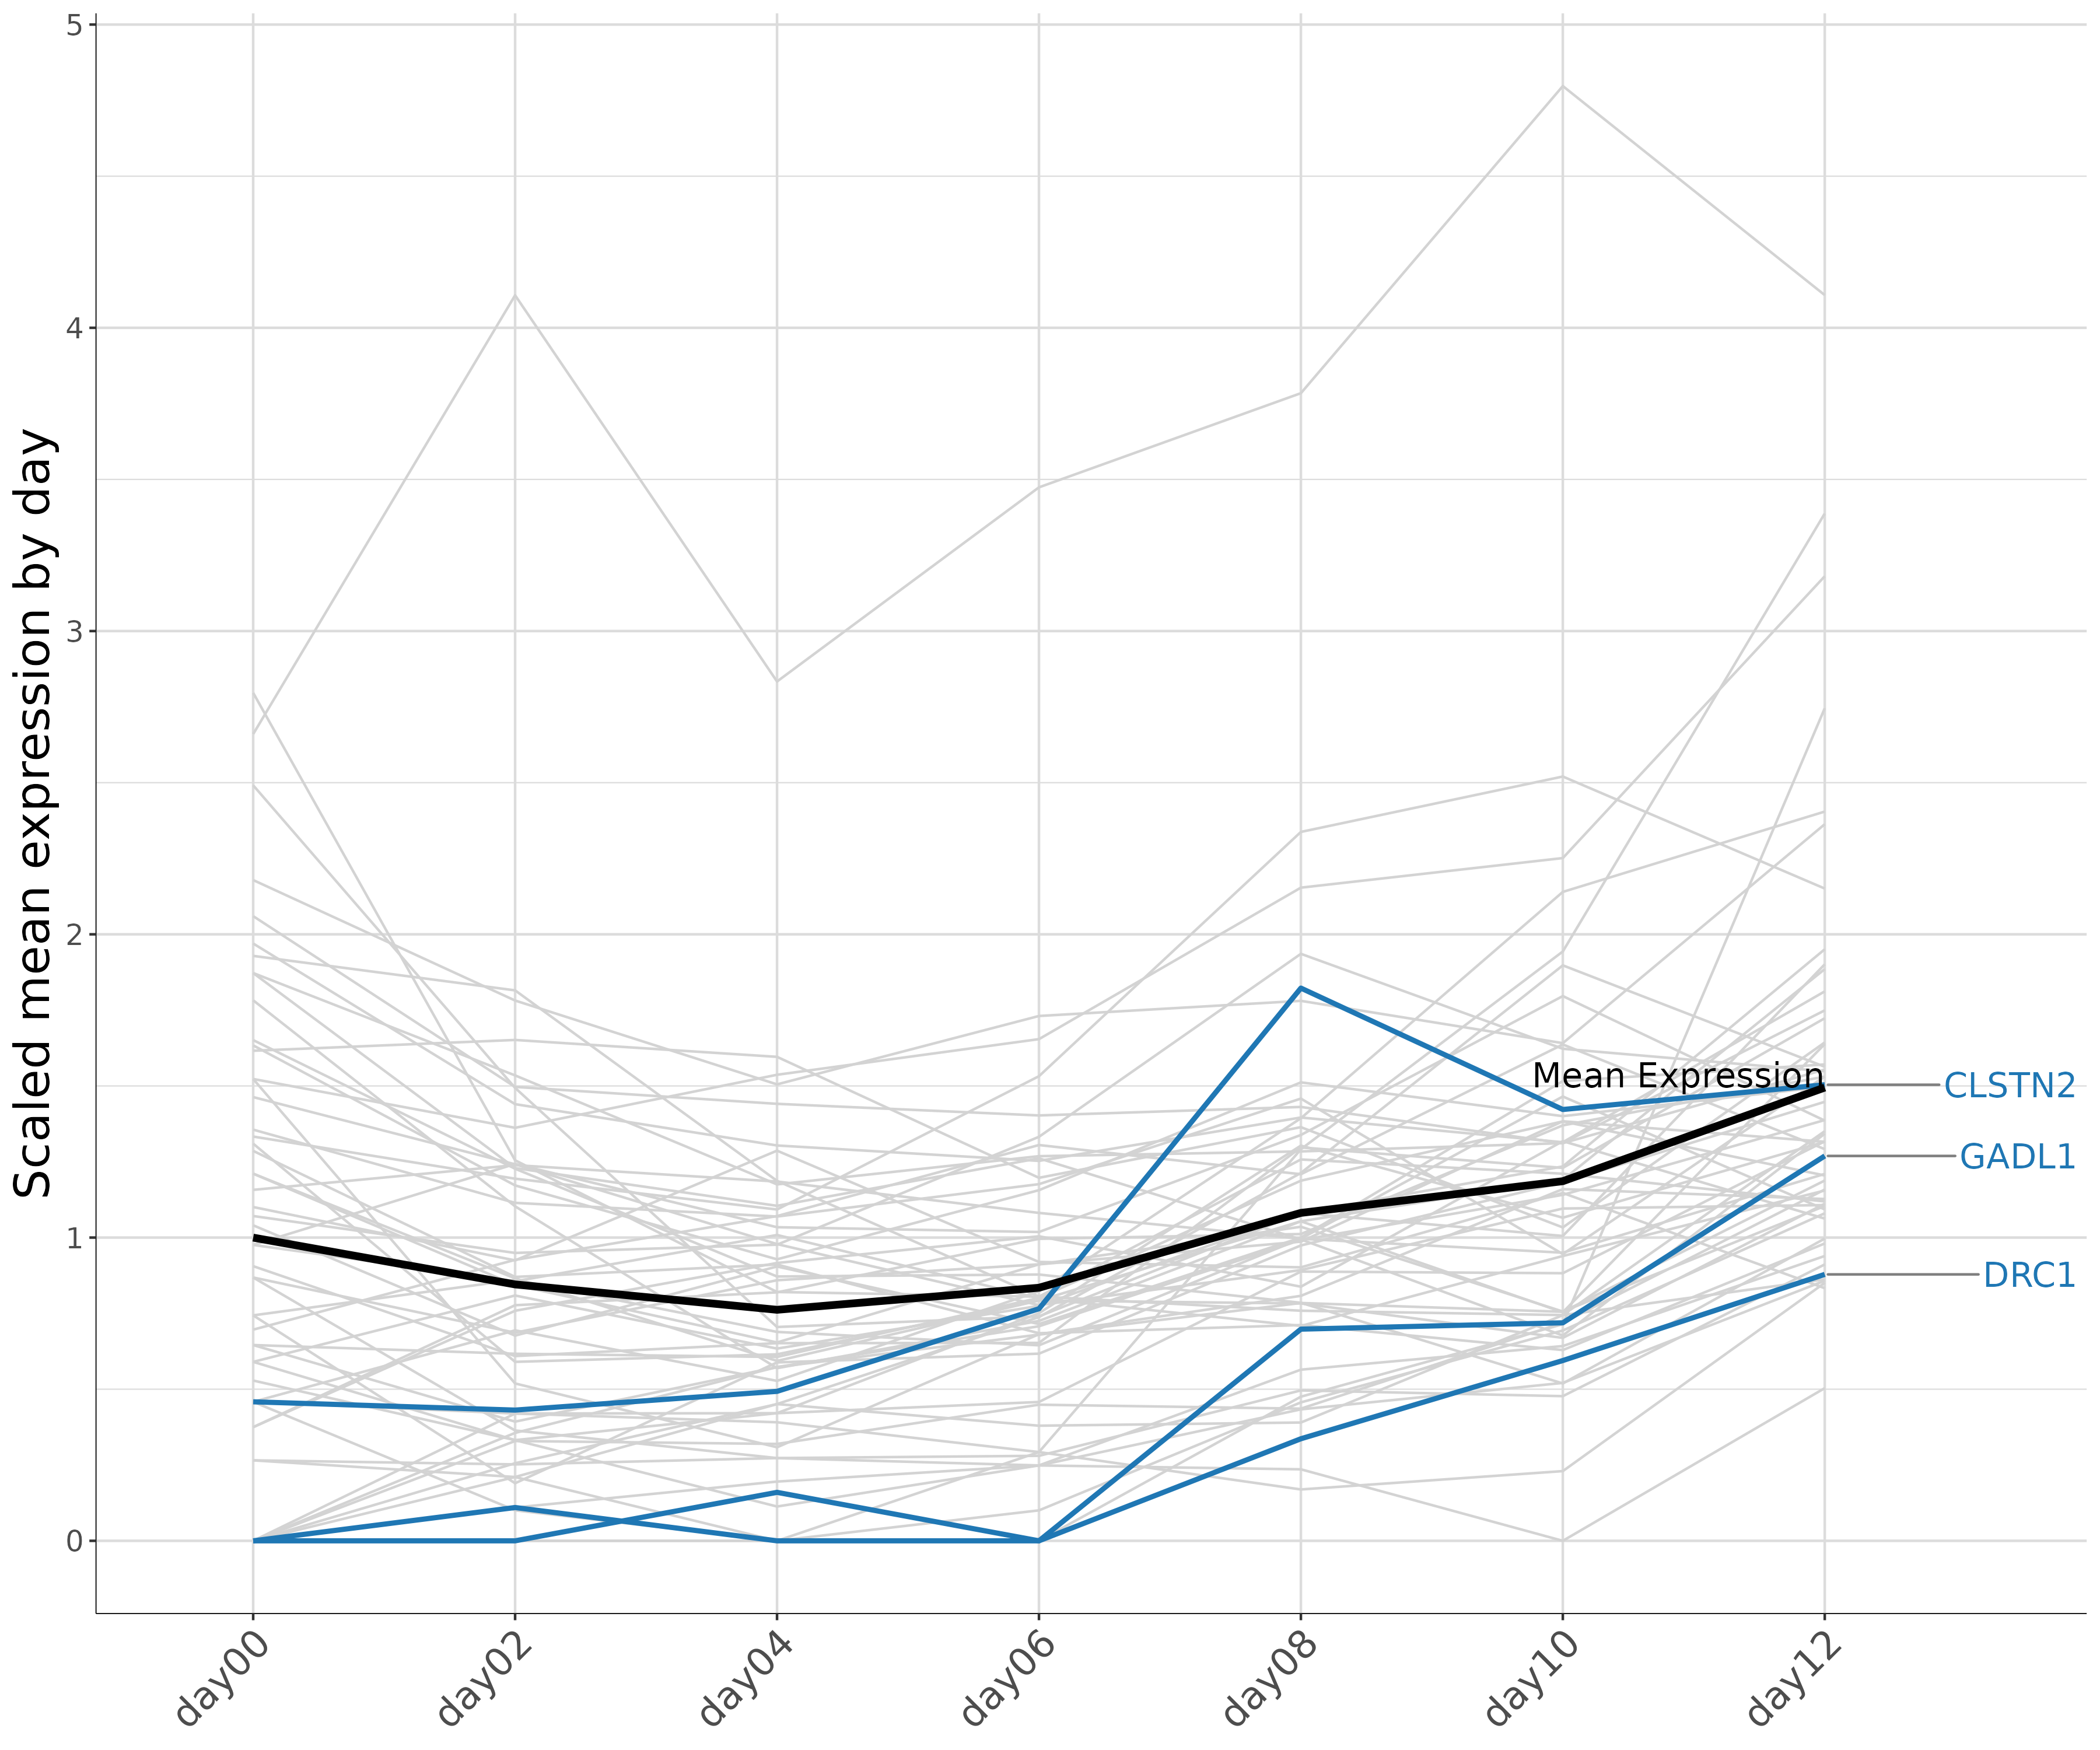 Scaled mean expression by day
5
4
3
2
1
0
Mean Expression
CLSTN2
GADL1
DRC1
day00
day02
day04
day06
day08
day10
day12